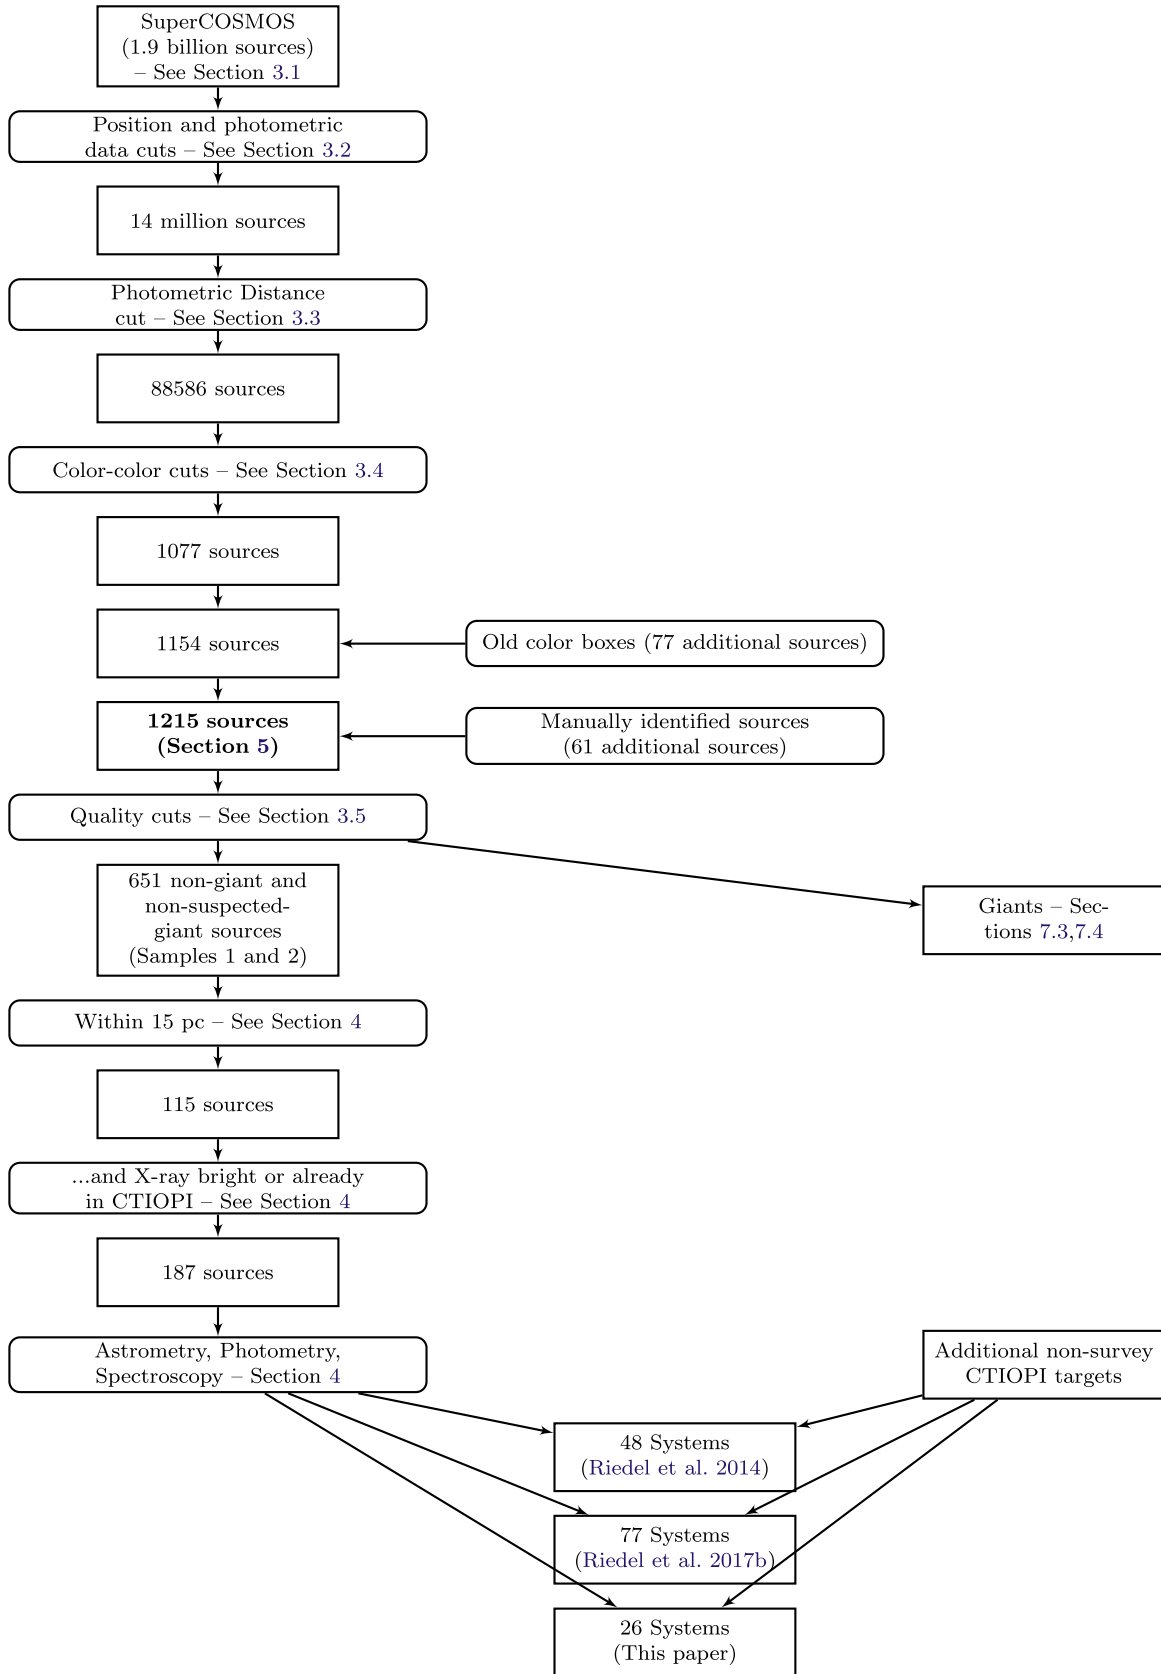 SuperCOSMOS
(1.9 billion sources)
– See Section 3.1
Position and photometric
data cuts – See Section 3.2
14 million sources
Photometric Distance
cut – See Section 3.3
88586 sources
Color-color cuts – See Section 3.4
1077 sources
1154 sources
Old color boxes (77 additional sources)
1215 sources
(Section 5)
Manually identified sources
(61 additional sources)
Quality cuts – See Section 3.5
651 non-giant and
non-suspected-
giant sources
(Samples 1 and 2)
Giants – Sec-
tions 7.3,7.4
Within 15 pc – See Section 4
115 sources
...and X-ray bright or already
in CTIOPI – See Section 4
187 sources
Astrometry, Photometry,
Spectroscopy – Section 4
Additional non-survey
CTIOPI targets
48 Systems
(Riedel et al. 2014)
77 Systems
(Riedel et al. 2017b)
26 Systems
(This paper)